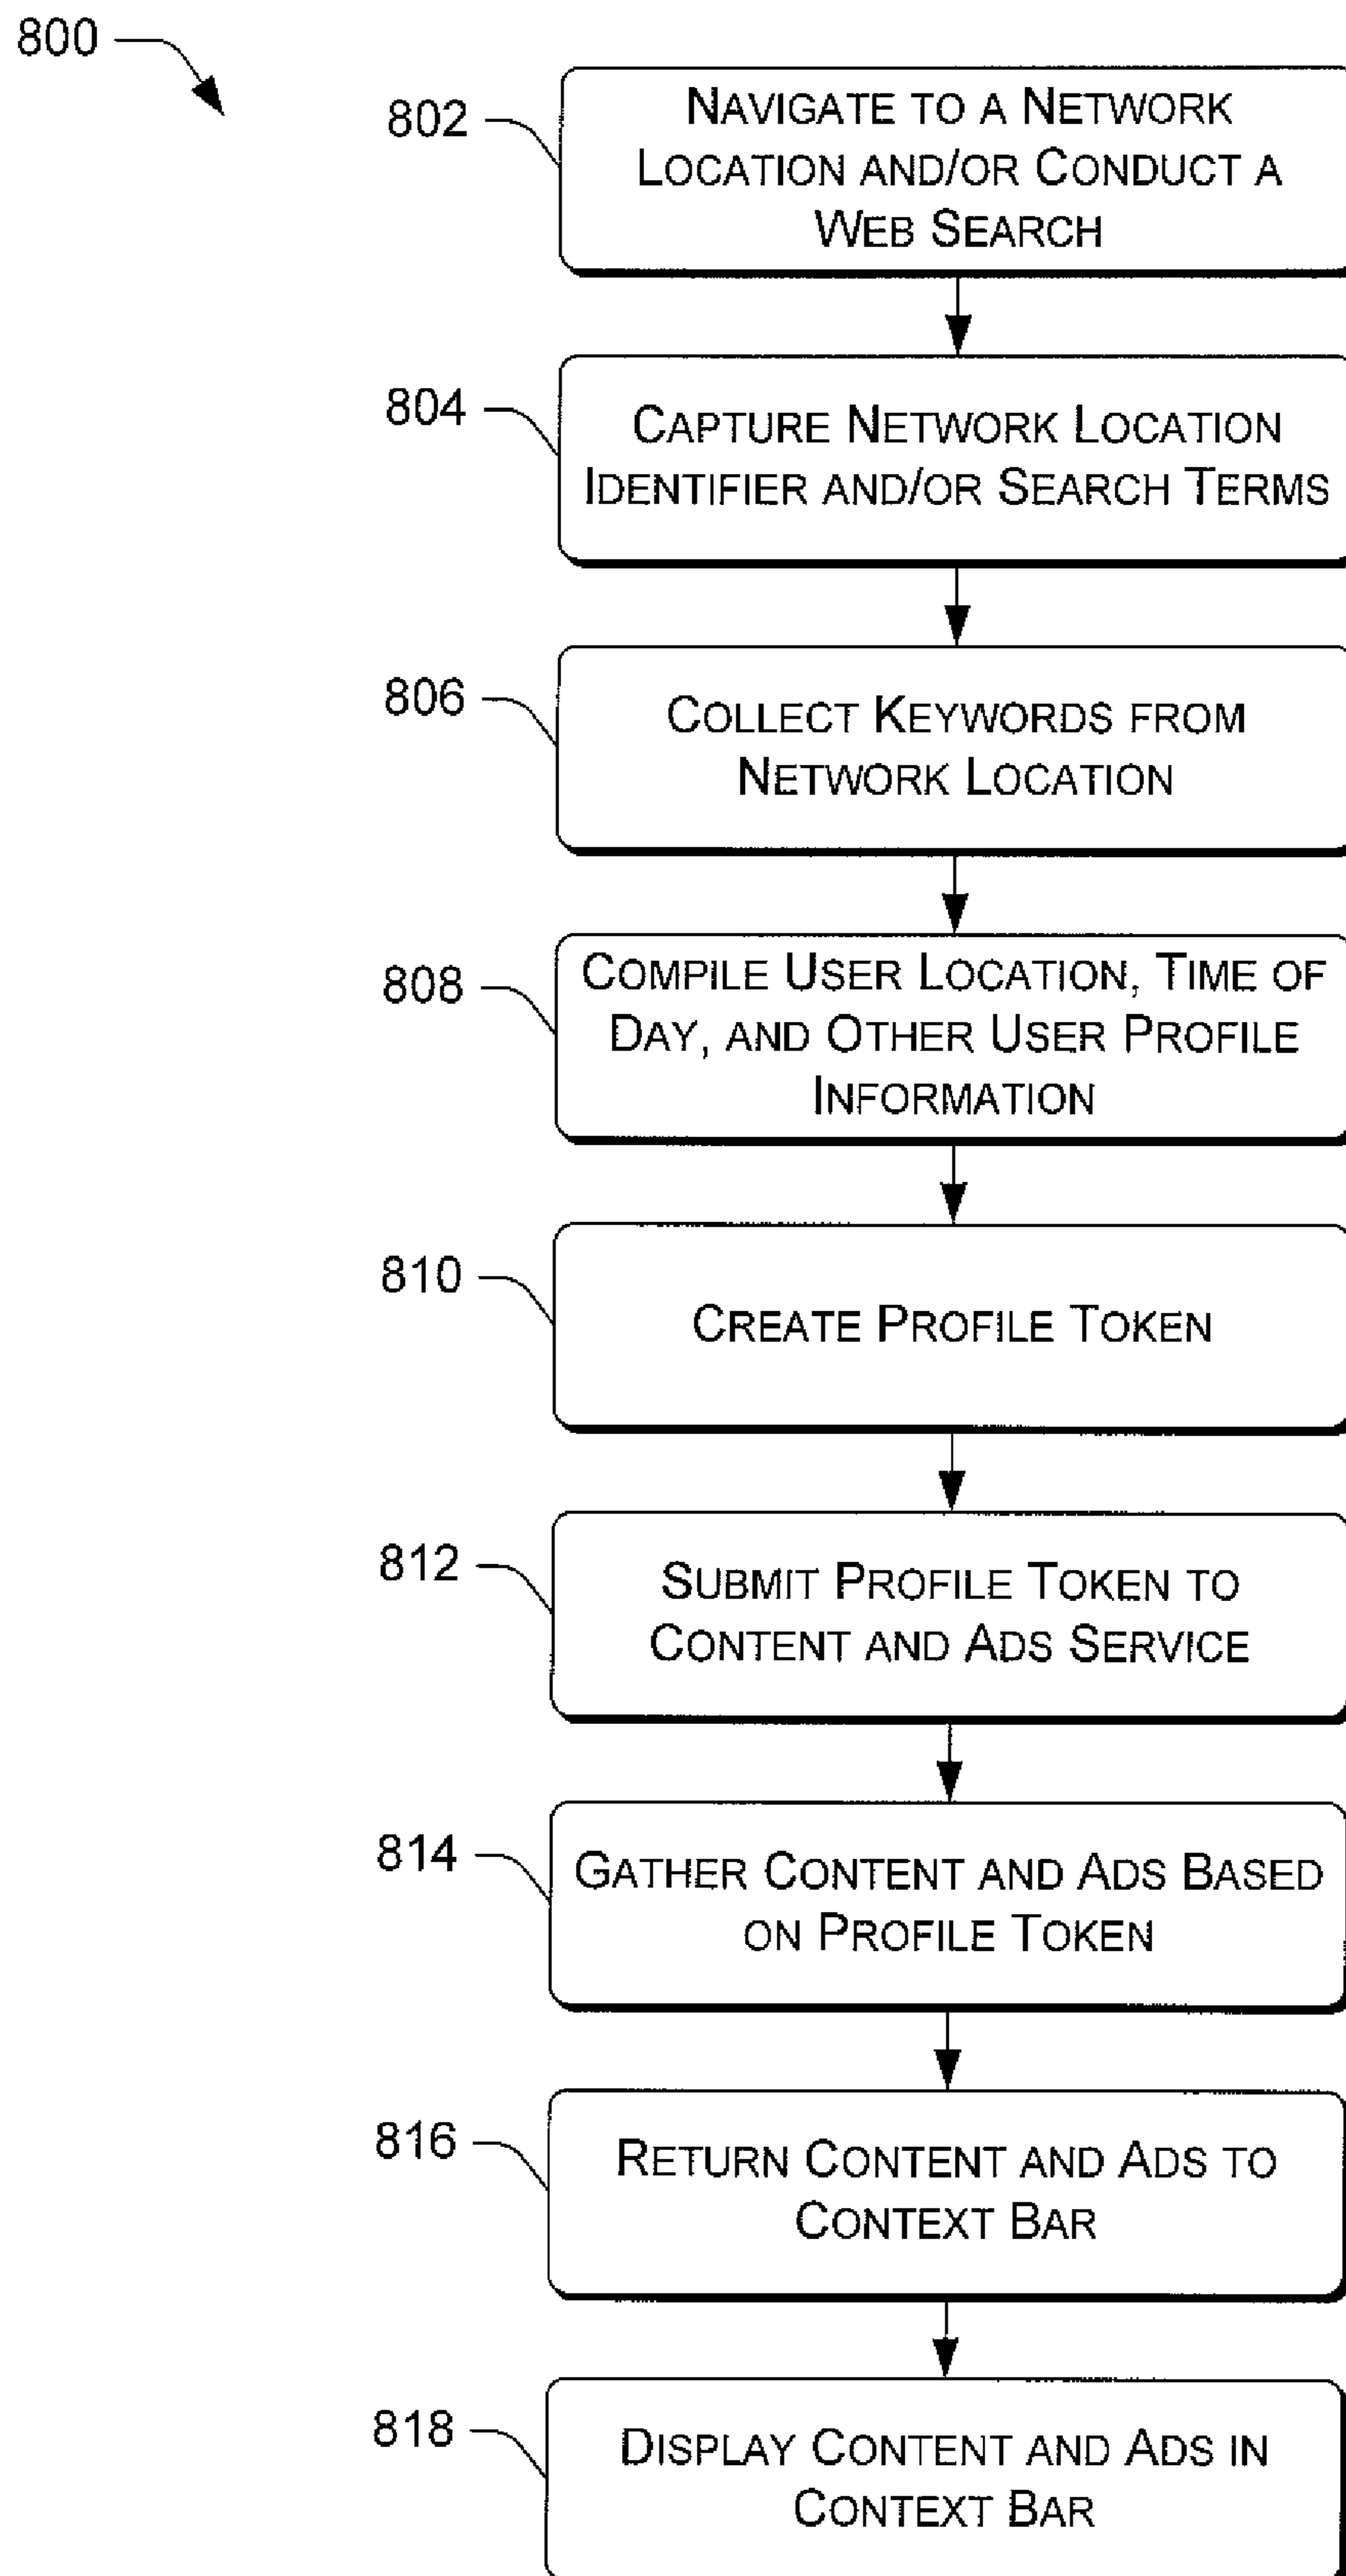 800
802
NAVIGATE TO A NETWORK
LOCATION AND/OR CONDUCT A
WEB SEARCH
804
CAPTURE NETWORK LOCATION
IDENTIFIER AND/OR SEARCH TERMS
806
COLLECT KEYWORDS FROM
NETWORK LOCATION
808
COMPILE USER LOCATION, TIME OF
DAY, AND OTHER USER PROFILE
INFORMATION
810
CREATE PROFILE TOKEN
812
SUBMIT PROFILE TOKEN TO
CONTENT AND ADS SERVICE
814
GATHER CONTENT AND ADS BASED
ON PROFILE TOKEN
816
RETURN CONTENT AND ADS TO
CONTEXT BAR
818
DISPLAY CONTENT AND ADS IN
CONTEXT BAR